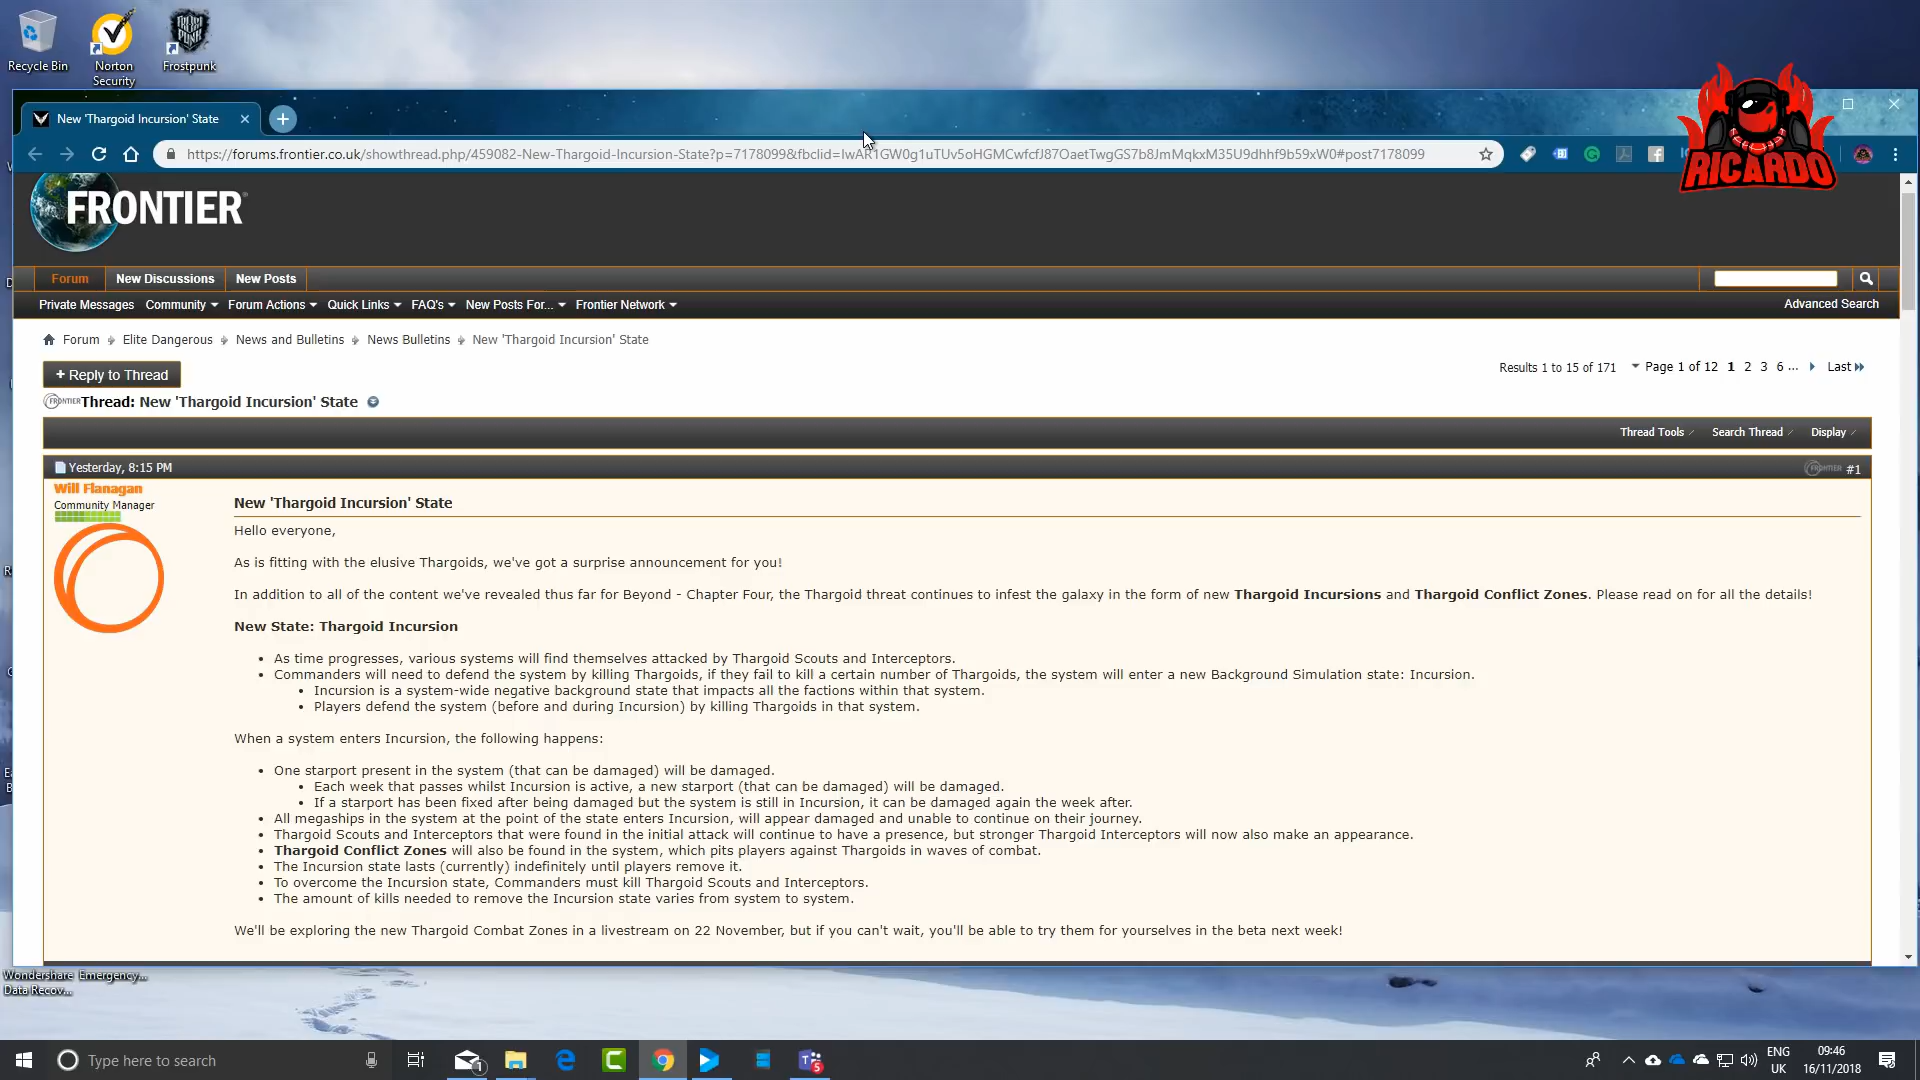 Recycle Bin
Norton
Security
Frostpunk
New 'Thargoid Incursion' State
https://forums.frontier.co.uk/showthread.php/459082-New-Thargoid-Incursion-State?p=7178099&fbclid=IwAR1GW0g1uTUv5oHGMCwfcfJ87OaetTwgGS7b8JmMqkxM35U9dhhf9b59xW0#post7178099
RICARDO
FRONTIER
Forum New Discussions New Posts
Private Messages Community Forum Actions Quick Links FAQ's New Posts For... Frontier Network
Advanced Search
Forum Elite Dangerous News and Bulletins News Bulletins New 'Thargoid Incursion' State
+ Reply to Thread
Results 1 to 15 of 171 Page 1 of 12 1 2 3 6 ... Last
FRONTIER Thread: New 'Thargoid Incursion' State
Thread Tools Search Thread Display
Yesterday, 8:15 PM
FRONTIER #1
Will Flanagan
Community Manager
New 'Thargoid Incursion' State
Hello everyone,
As is fitting with the elusive Thargoids, we've got a surprise announcement for you!
In addition to all of the content we've revealed thus far for Beyond - Chapter Four, the Thargoid threat continues to infest the galaxy in the form of new Thargoid Incursions and Thargoid Conflict Zones. Please read on for all the details!
New State: Thargoid Incursion
• As time progresses, various systems will find themselves attacked by Thargoid Scouts and Interceptors.
• Commanders will need to defend the system by killing Thargoids, if they fail to kill a certain number of Thargoids, the system will enter a new Background Simulation state: Incursion.
• Incursion is a system-wide negative background state that impacts all the factions within that system.
• Players defend the system (before and during Incursion) by killing Thargoids in that system.
When a system enters Incursion, the following happens:
• One starport present in the system (that can be damaged) will be damaged.
• Each week that passes whilst Incursion is active, a new starport (that can be damaged) will be damaged.
• If a starport has been fixed after being damaged but the system is still in Incursion, it can be damaged again the week after.
• All megaships in the system at the point of the state enters Incursion, will appear damaged and unable to continue on their journey.
• Thargoid Scouts and Interceptors that were found in the initial attack will continue to have a presence, but stronger Thargoid Interceptors will now also make an appearance.
• Thargoid Conflict Zones will also be found in the system, which pits players against Thargoids in waves of combat.
• The Incursion state lasts (currently) indefinitely until players remove it.
• To overcome the Incursion state, Commanders must kill Thargoid Scouts and Interceptors.
• The amount of kills needed to remove the Incursion state varies from system to system.
We'll be exploring the new Thargoid Combat Zones in a livestream on 22 November, but if you can't wait, you'll be able to try them for yourselves in the beta next week!
Wondershare Emergency...
Data Recov...
Type here to search
ENG
UK
09:46
16/11/2018